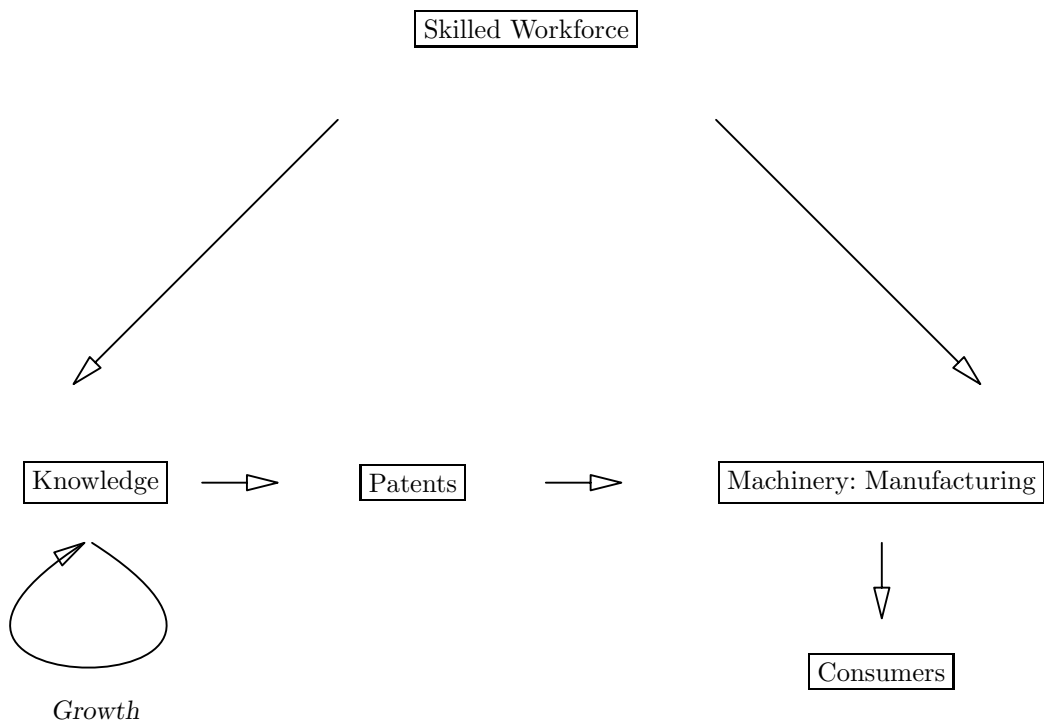 Skilled Workforce
Knowledge
Patents
Machinery: Manufacturing
Consumers
Growth